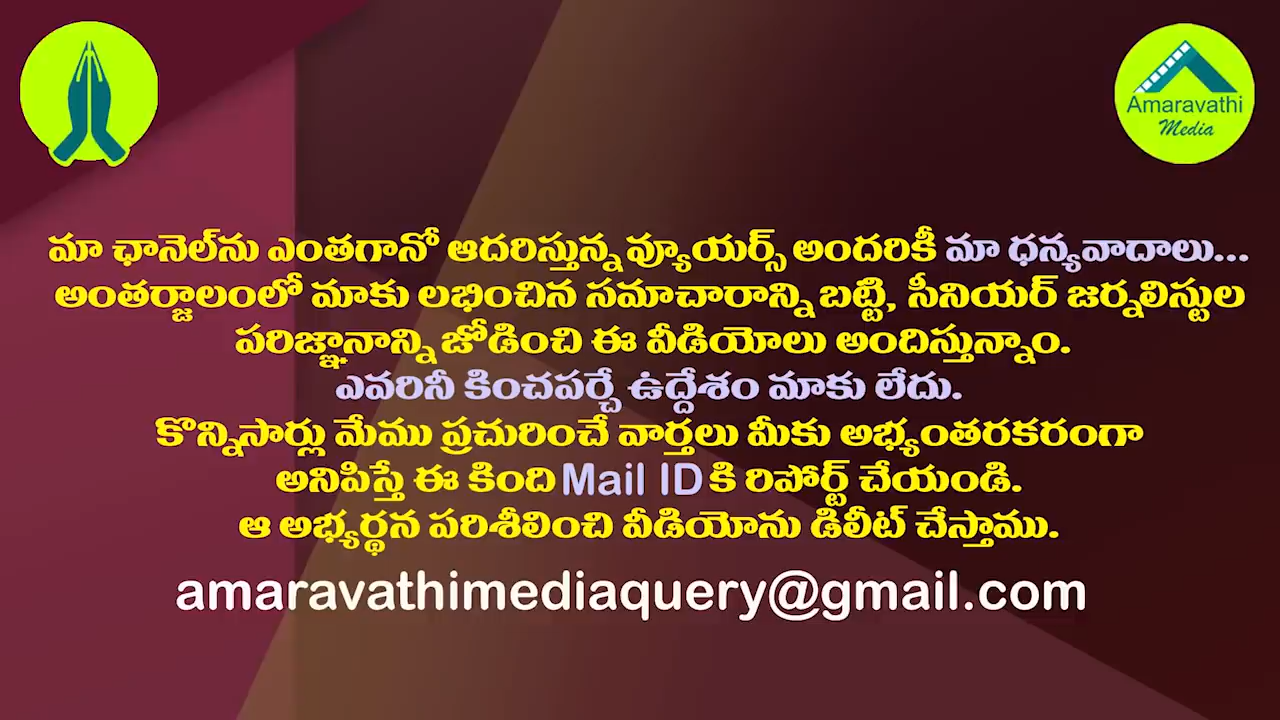 Amaravathi
Media
మా ఛానెల్‌ను ఎంతగానో ఆదరిస్తున్న వ్యూయర్స్ అందరికీ మా ధన్యవాదాలు...
అంతర్జాలంలో మాకు లభించిన సమాచారాన్ని బట్టి, సీనియర్ జర్నలిస్టుల
పరిజ్ఞానాన్ని జోడించి ఈ వీడియోలు అందిస్తున్నాం.
ఎవరినీ కించపర్చే ఉద్దేశం మాకు లేదు.
కొన్నిసార్లు మేము ప్రచురించే వార్తలు మీకు అభ్యంతరకరంగా
అనిపిస్తే ఈ కింది Mail ID కి రిపోర్ట్ చేయండి.
ఆ అభ్యర్థన పరిశీలించి వీడియోను డిలీట్ చేస్తాము.
amaravathimediaquery@gmail.com